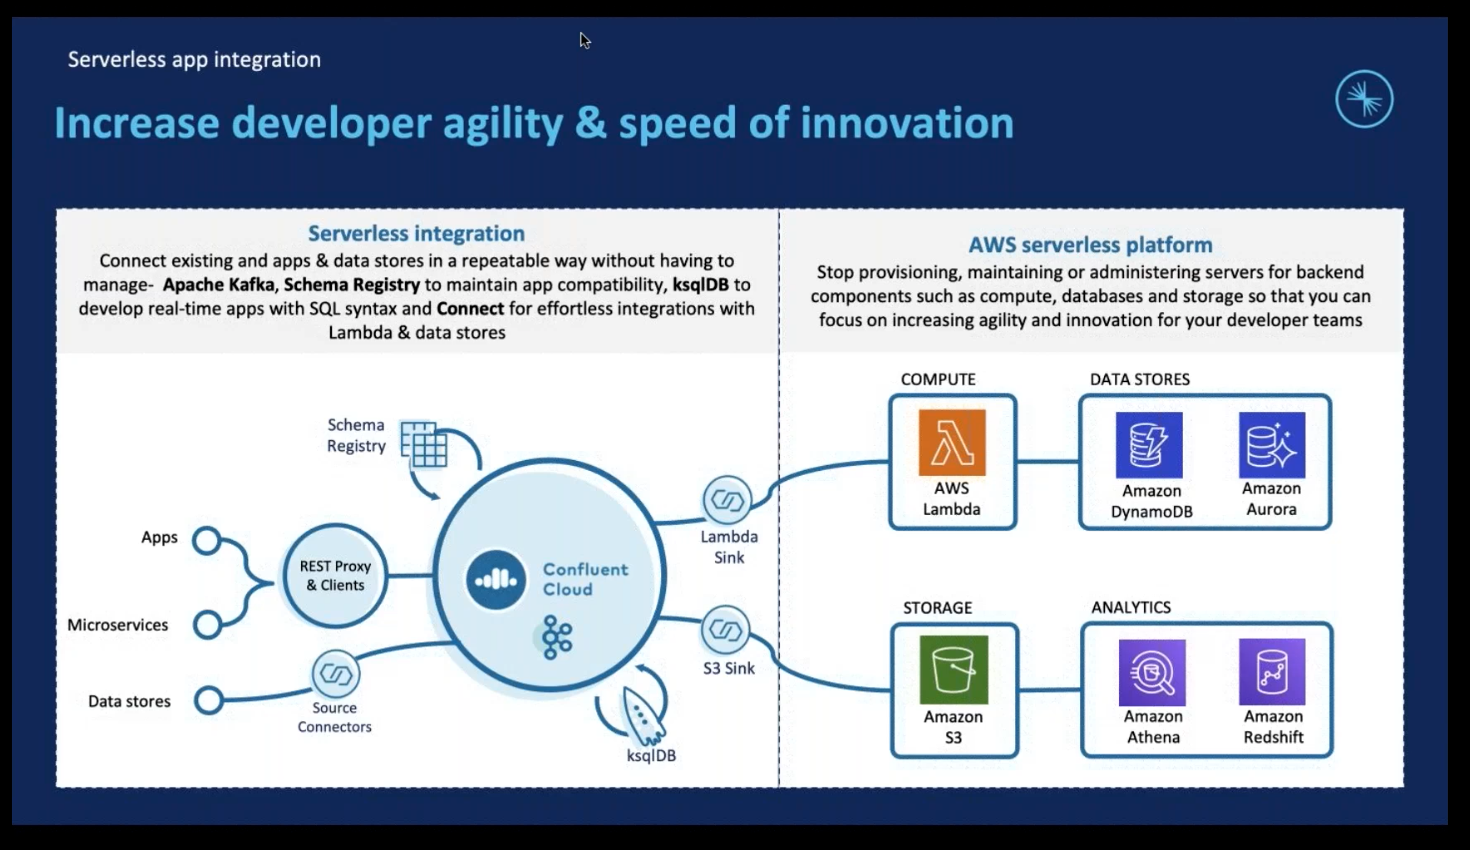 Serverless app integration
Increase developer agility & speed of innovation
Serverless integration
Connect existing and apps & data stores in a repeatable way without having to
manage- Apache Kafka, Schema Registry to maintain app compatibility, ksqlDB to
develop real-time apps with SQL syntax and Connect for effortless integrations with
Lambda & data stores
AWS serverless platform
Stop provisioning, maintaining or administering servers for backend
components such as compute, databases and storage so that you can
focus on increasing agility and innovation for your developer teams
Schema
Registry
Apps
Microservices
Data stores
REST Proxy
& Clients
Source
Connectors
Confluent
Cloud
ksqlDB
Lambda
Sink
S3 Sink
COMPUTE
AWS
Lambda
DATA STORES
Amazon
DynamoDB
Amazon
Aurora
STORAGE
Amazon
S3
ANALYTICS
Amazon
Athena
Amazon
Redshift